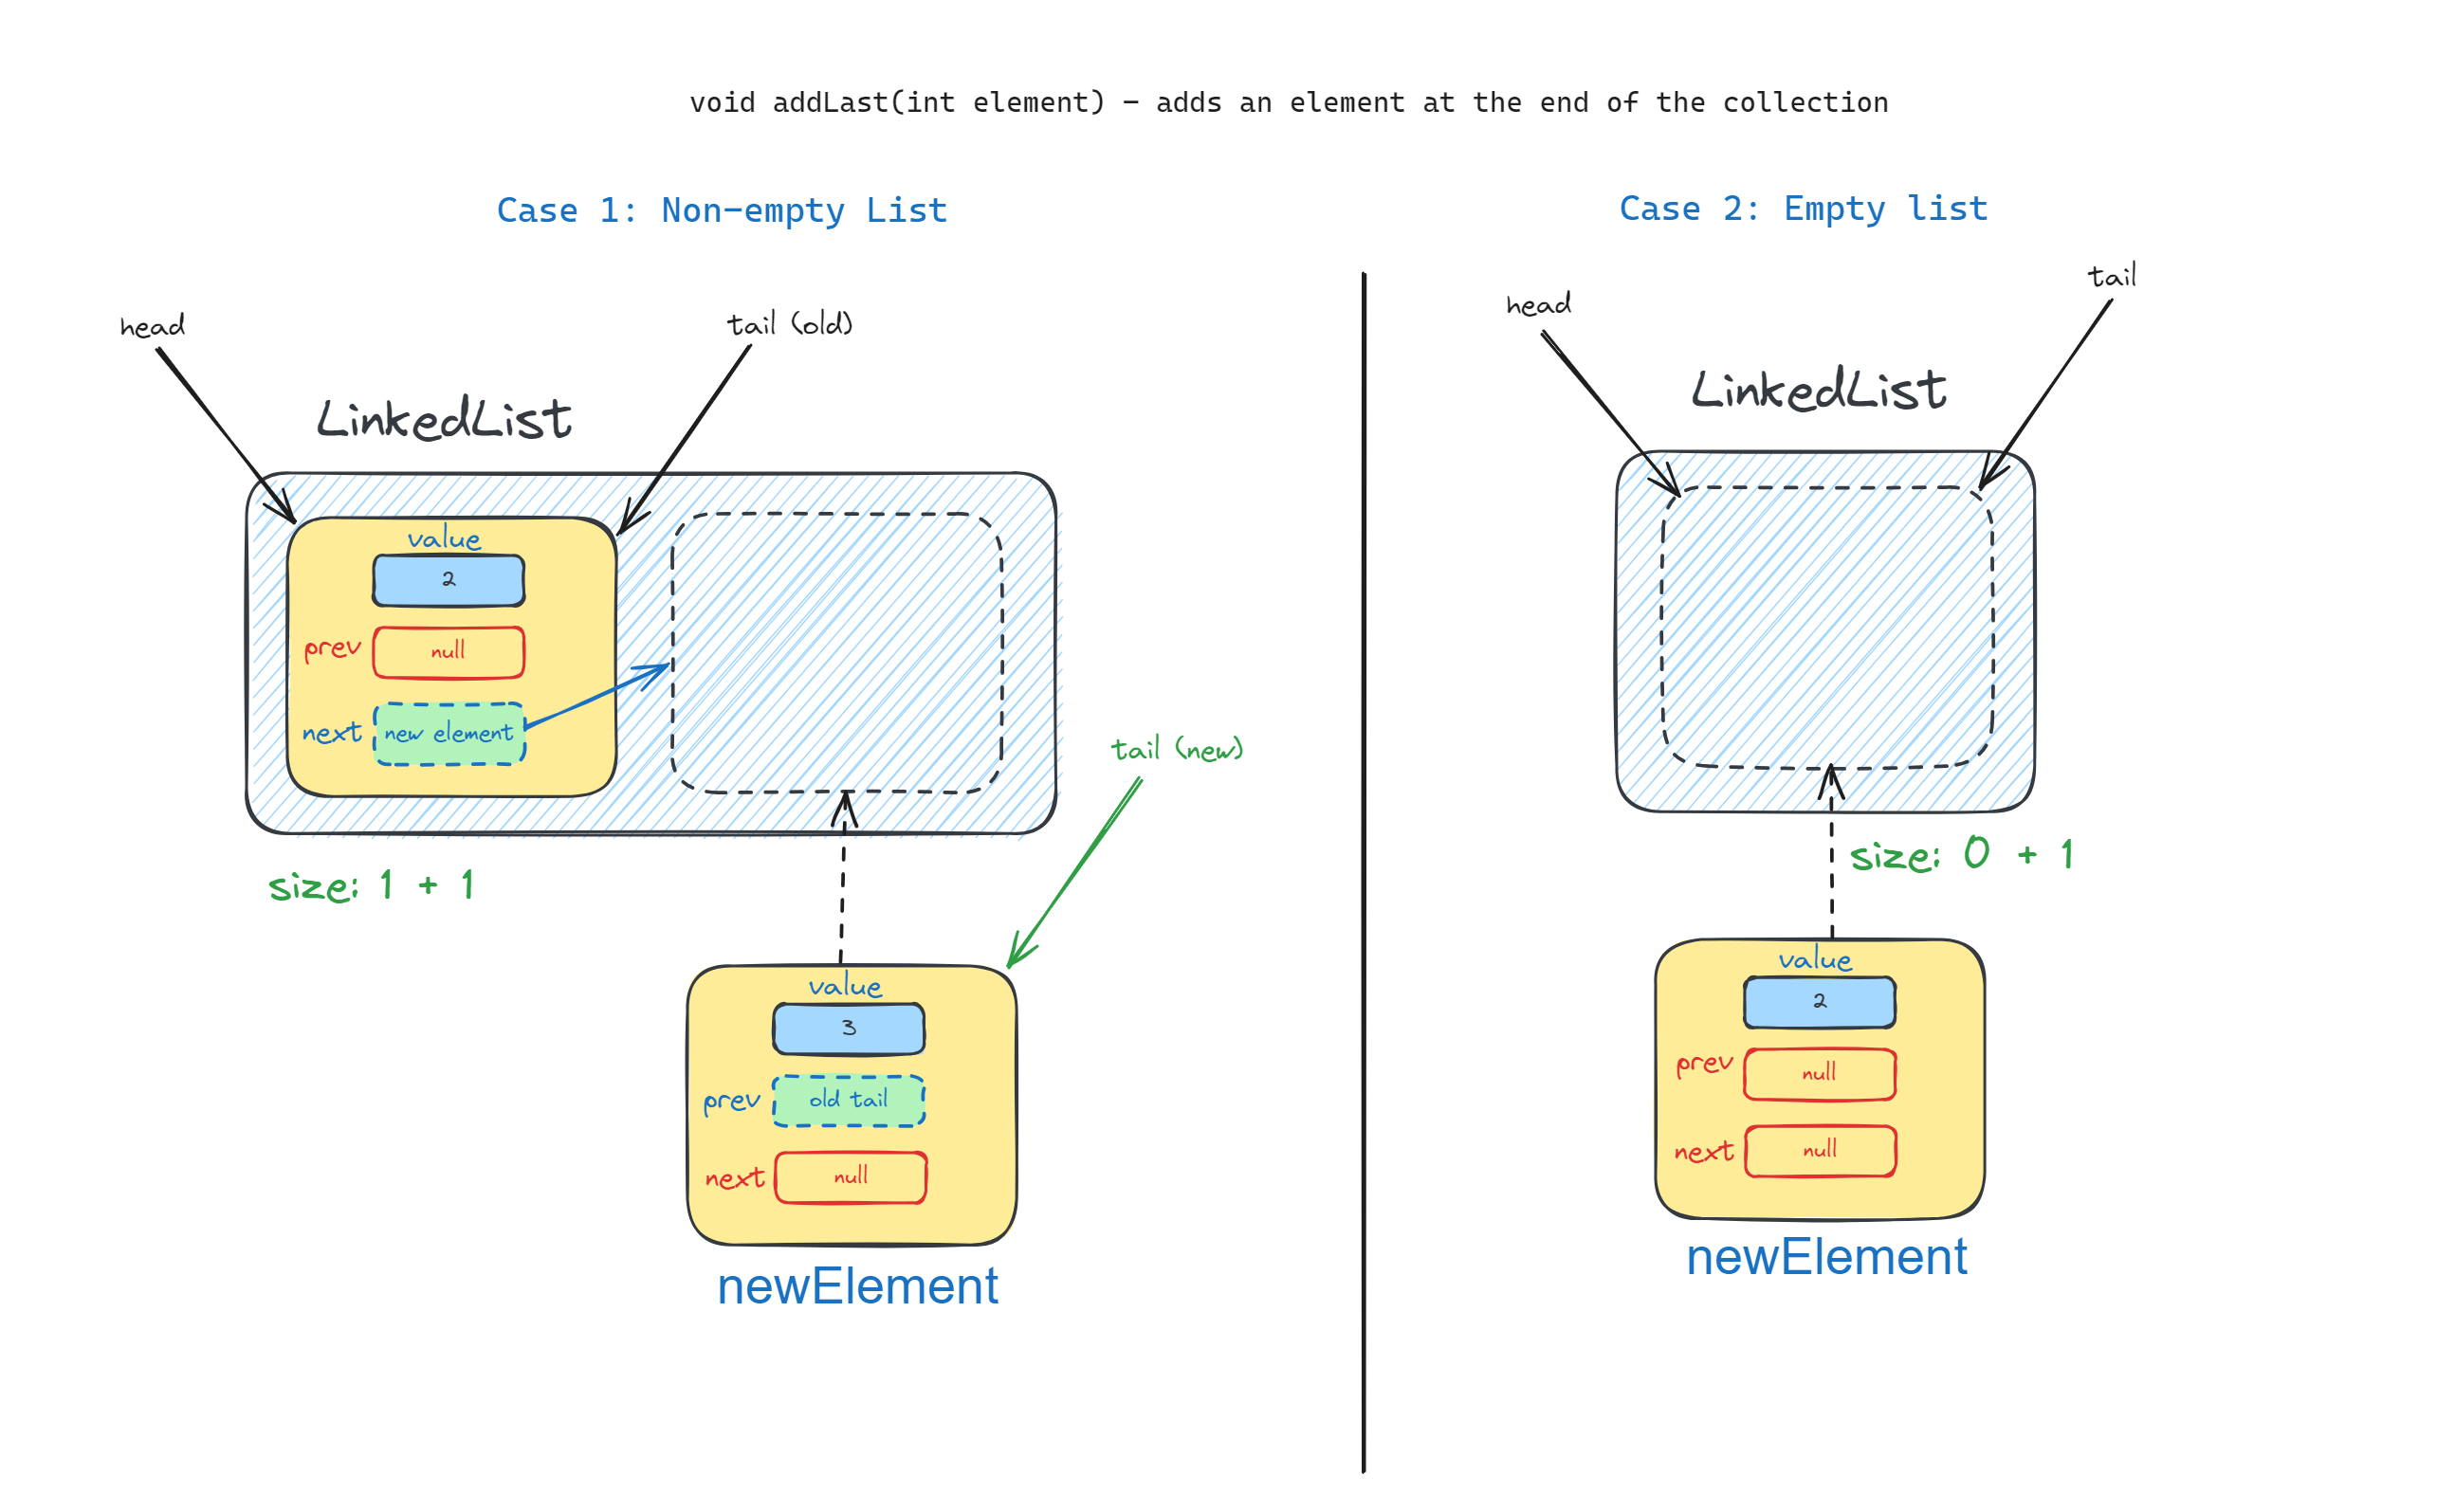 void addLast(int element) – adds an element at the end of the collection
Case 1: Non-empty List
head
tail (old)
LinkedList
value
2
prev
null
next
new element
tail (new)
size: 1 + 1
value
3
prev
old tail
next
null
newElement
Case 2: Empty list
head
tail
LinkedList
size: 0 + 1
value
2
prev
null
next
null
newElement